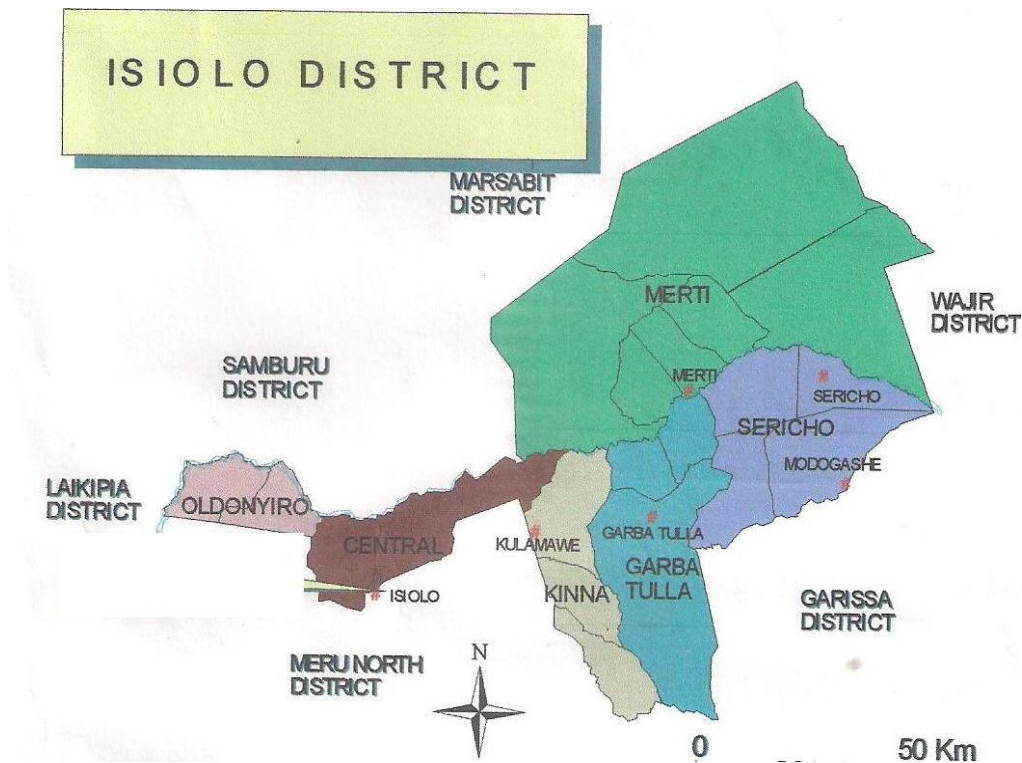 ISIOLO DISTRICT
MARSABIT
DISTRICT
MERTI
WAJIR
DISTRICT
SAMBURU
DISTRICT
MERTI
SERICHO
SERICHO
LAIKIPIA
DISTRICT
OLDONYIRO
MODOGASHE
CENTRAL
KULAMAWE
GARBA TULLA
GARBA
TULLA
KINNA
ISIOLO
GARISSA
DISTRICT
MERU NORTH
DISTRICT
N
0 50 Km